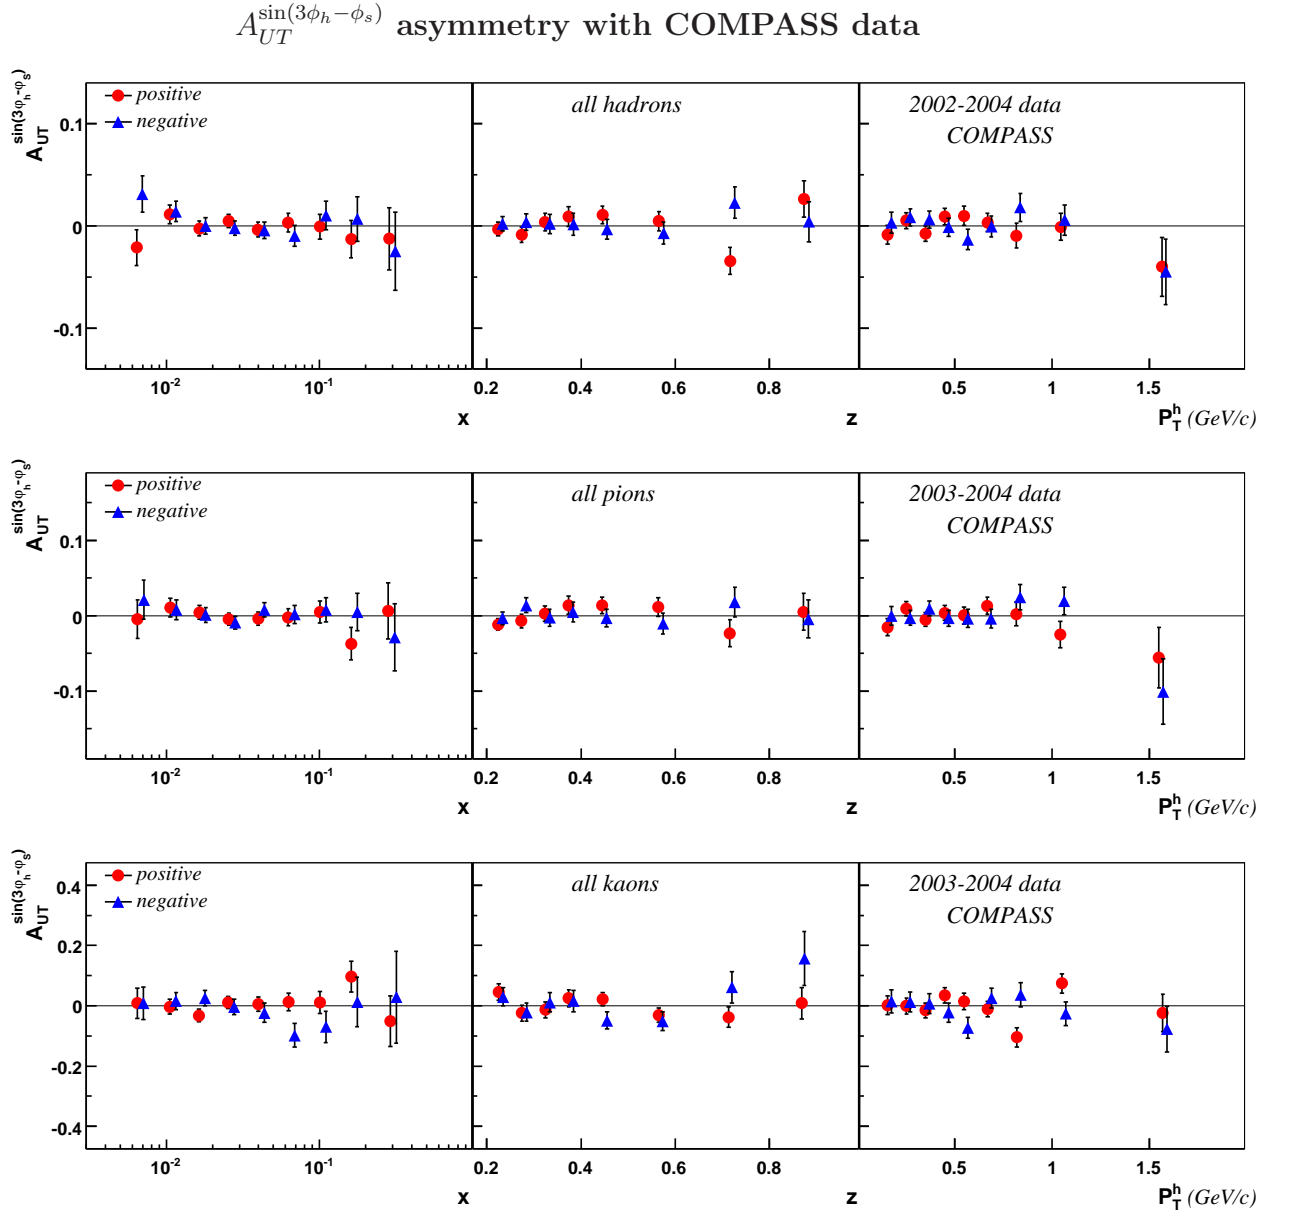 A_{UT}^{sin(3ϕ_h−ϕ_s)} asymmetry with COMPASS data
A_{UT}^{sin(3φ_h-φ_s)}
positive
negative
all hadrons
2002-2004 data
COMPASS
0.1
0
-0.1
10^{-2} 10^{-1} 0.2 0.4 0.6 0.8 0.5 1 1.5
x z P_T^h (GeV/c)
A_{UT}^{sin(3φ_h-φ_s)}
positive
negative
all pions
2003-2004 data
COMPASS
0.1
0
-0.1
10^{-2} 10^{-1} 0.2 0.4 0.6 0.8 0.5 1 1.5
x z P_T^h (GeV/c)
A_{UT}^{sin(3φ_h-φ_s)}
positive
negative
all kaons
2003-2004 data
COMPASS
0.4
0.2
0
-0.2
-0.4
10^{-2} 10^{-1} 0.2 0.4 0.6 0.8 0.5 1 1.5
x z P_T^h (GeV/c)